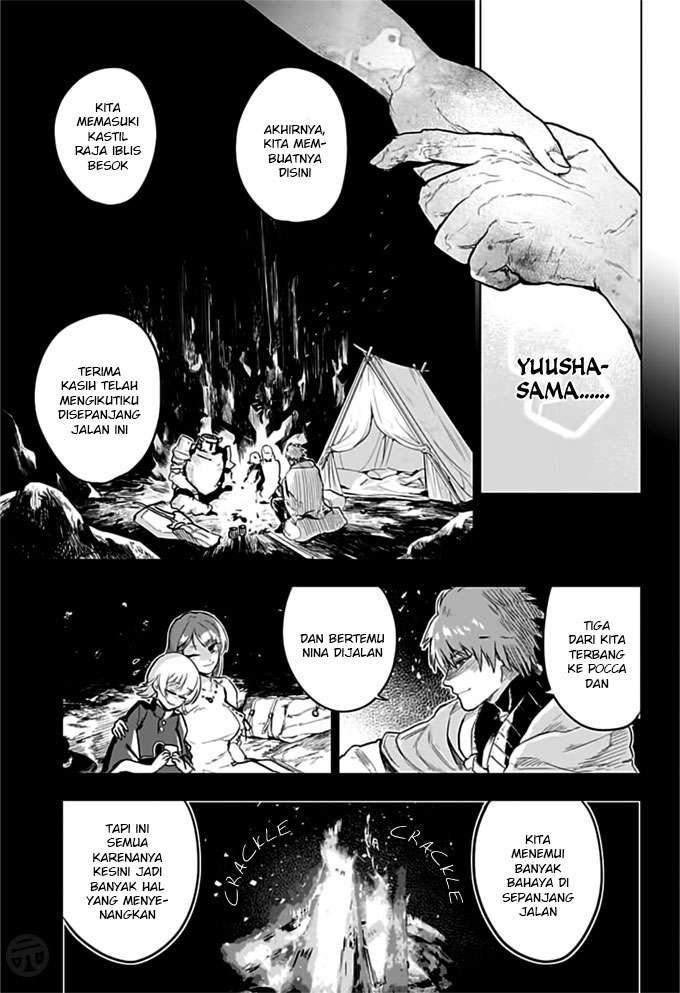 YUUSHA-
SAMA......
AKHIRNYA,
KITA MEM-
BUATNYA
DISINI
KITA
MEMASUKI
KASTIL
RAJA IBLIS
BESOK
TERIMA
KASIH TELAH
MENGIKUTIKU
DISEPANJANG
JALAN INI
TIGA
DARI KITA
TERBANG
KE POCCA
DAN
DAN BERTEMU
NINA DIJALAN
KITA
MENEMUI
BANYAK
BAHAYA DI
SEPANJANG
JALAN
CRACKLE
CRACKLE
TAPI INI
SEMUA
KARENANYA
KESINI JADI
BANYAK HAL
YANG MENYE-
NANGKAN